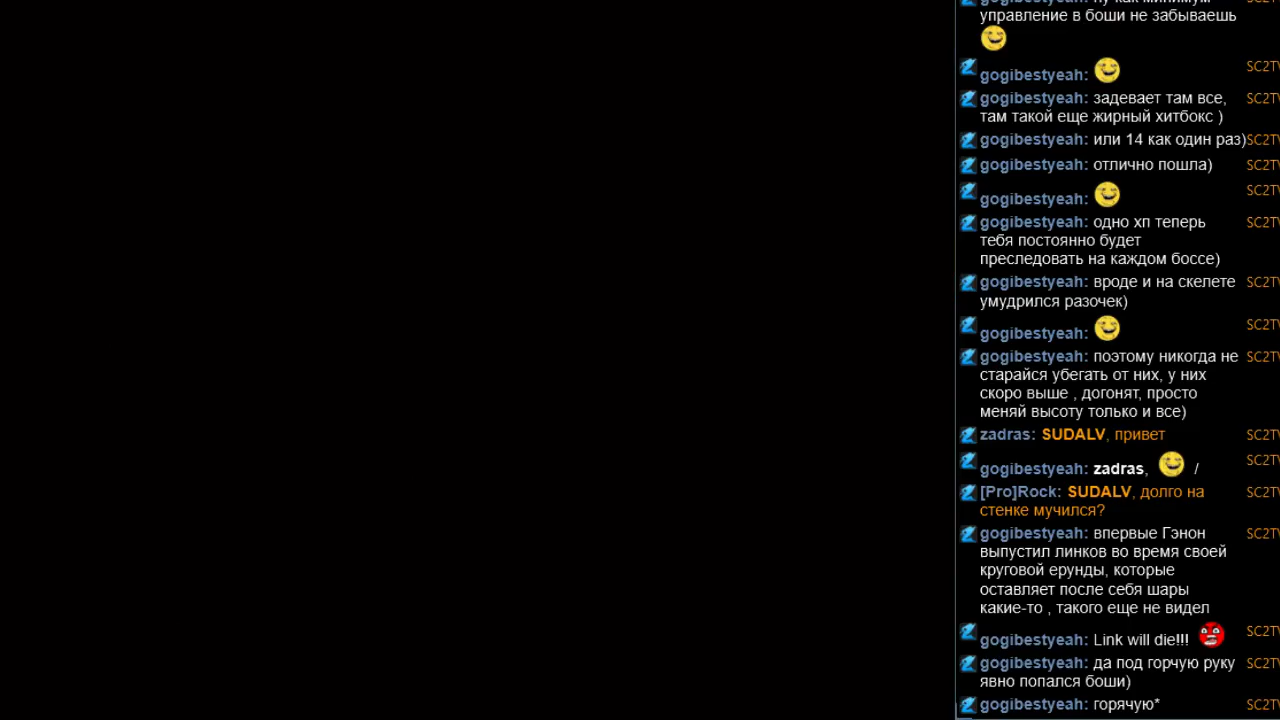 gogibestyeah: ну как минимум
управление в боши не забываешь
gogibestyeah: SC2TV
gogibestyeah: задевает там все, SC2TV
там такой еще жирный хитбокс )
gogibestyeah: или 14 как один раз) SC2TV
gogibestyeah: отлично пошла) SC2TV
gogibestyeah: SC2TV
gogibestyeah: одно хп теперь SC2TV
тебя постоянно будет
преследовать на каждом боссе)
gogibestyeah: вроде и на скелете SC2TV
умудрился разочек)
gogibestyeah: SC2TV
gogibestyeah: поэтому никогда не SC2TV
старайся убегать от них, у них
скоро выше , догонят, просто
меняй высоту только и все)
zadras: SUDALV, привет SC2TV
gogibestyeah: zadras, / SC2TV
[Pro]Rock: SUDALV, долго на SC2TV
стенке мучился?
gogibestyeah: впервые Гэнон SC2TV
выпустил линков во время своей
круговой ерунды, которые
оставляет после себя шары
какие-то , такого еще не видел
gogibestyeah: Link will die!!! SC2TV
gogibestyeah: да под горчую руку SC2TV
явно попался боши)
gogibestyeah: горячую* SC2TV